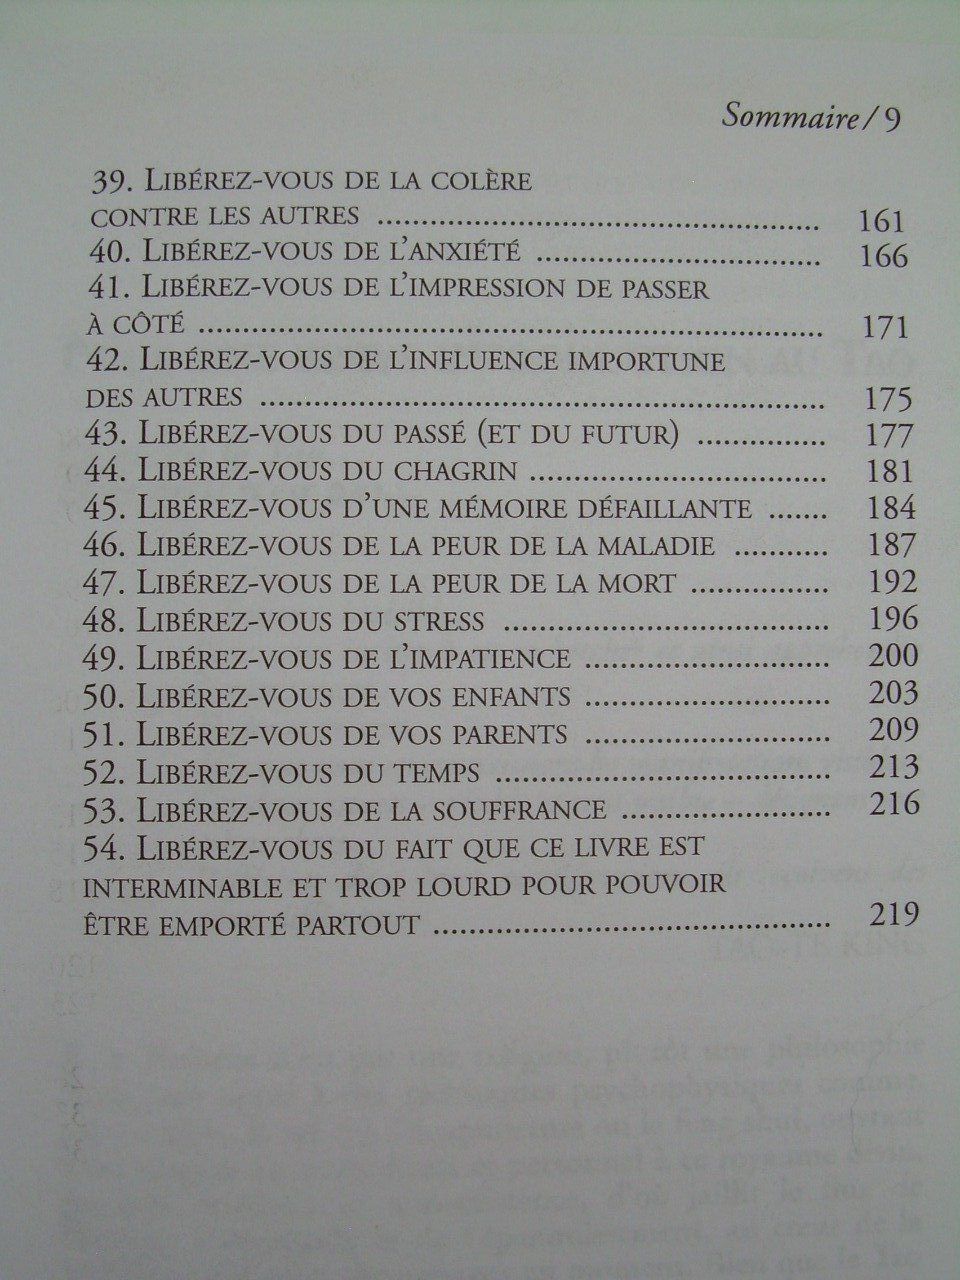 Sommaire / 9
39. Libérez-vous de la colère
contre les autres ........ 161
40. Libérez-vous de l'anxiété ........ 166
41. Libérez-vous de l'impression de passer
à côté ........ 171
42. Libérez-vous de l'influence importune
des autres ........ 175
43. Libérez-vous du passé (et du futur) ........ 177
44. Libérez-vous du chagrin ........ 181
45. Libérez-vous d'une mémoire défaillante ....... 184
46. Libérez-vous de la peur de la maladie ........ 187
47. Libérez-vous de la peur de la mort ........ 192
48. Libérez-vous du stress ........ 196
49. Libérez-vous de l'impatience ........ 200
50. Libérez-vous de vos enfants ........ 203
51. Libérez-vous de vos parents ........ 209
52. Libérez-vous du temps ........ 213
53. Libérez-vous de la souffrance ........ 216
54. Libérez-vous du fait que ce livre est
interminable et trop lourd pour pouvoir
être emporté partout ........ 219